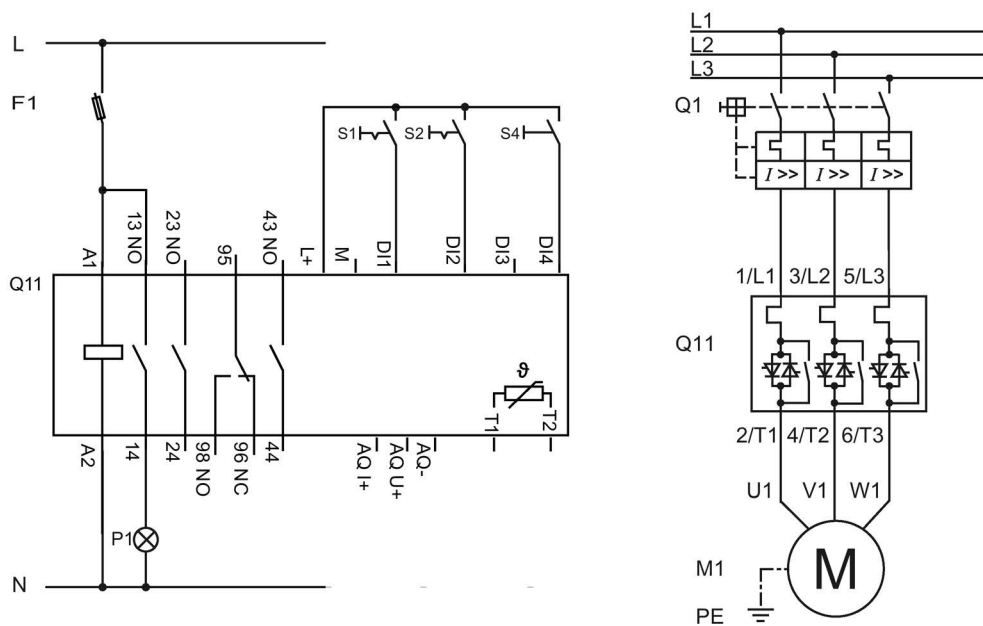 L
F1
S1
S2
S4
A1
13 NO
23 NO
95
43 NO
L+
M
DI1
DI2
DI3
DI4
Q11
ϑ
T1
T2
A2
14
24
98 NO
96 NC
44
AQ I+
AQ U+
AQ-
P1
N
L1
L2
L3
Q1
I >> I >> I >>
1/L1 3/L2 5/L3
Q11
2/T1 4/T2 6/T3
U1 V1 W1
M
M1
PE